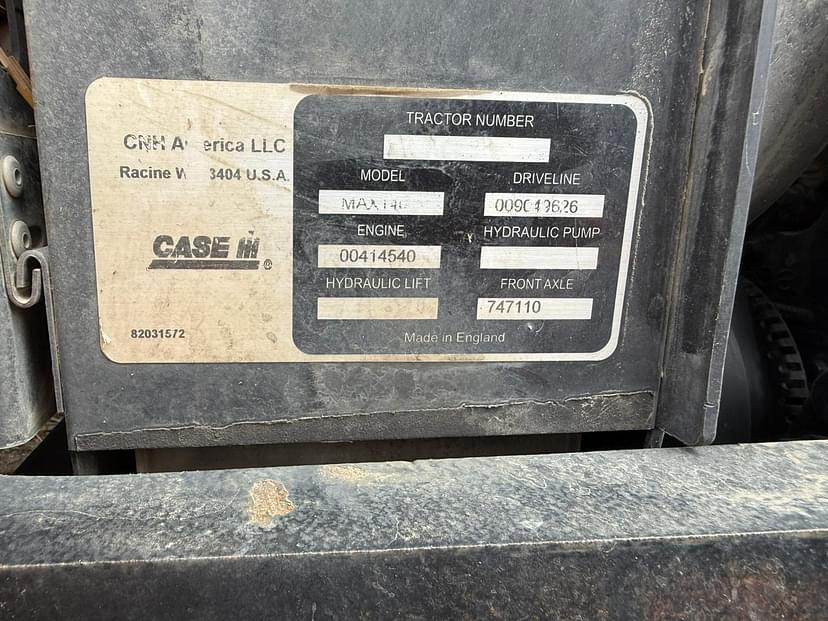 CNH A erica LLC
Racine W 3404 U.S.A.
CASE IH ®
82031572
TRACTOR NUMBER
MODEL DRIVELINE
MAX140
ENGINE HYDRAULIC PUMP
00414540
HYDRAULIC LIFT FRONT AXLE
747110
Made in England